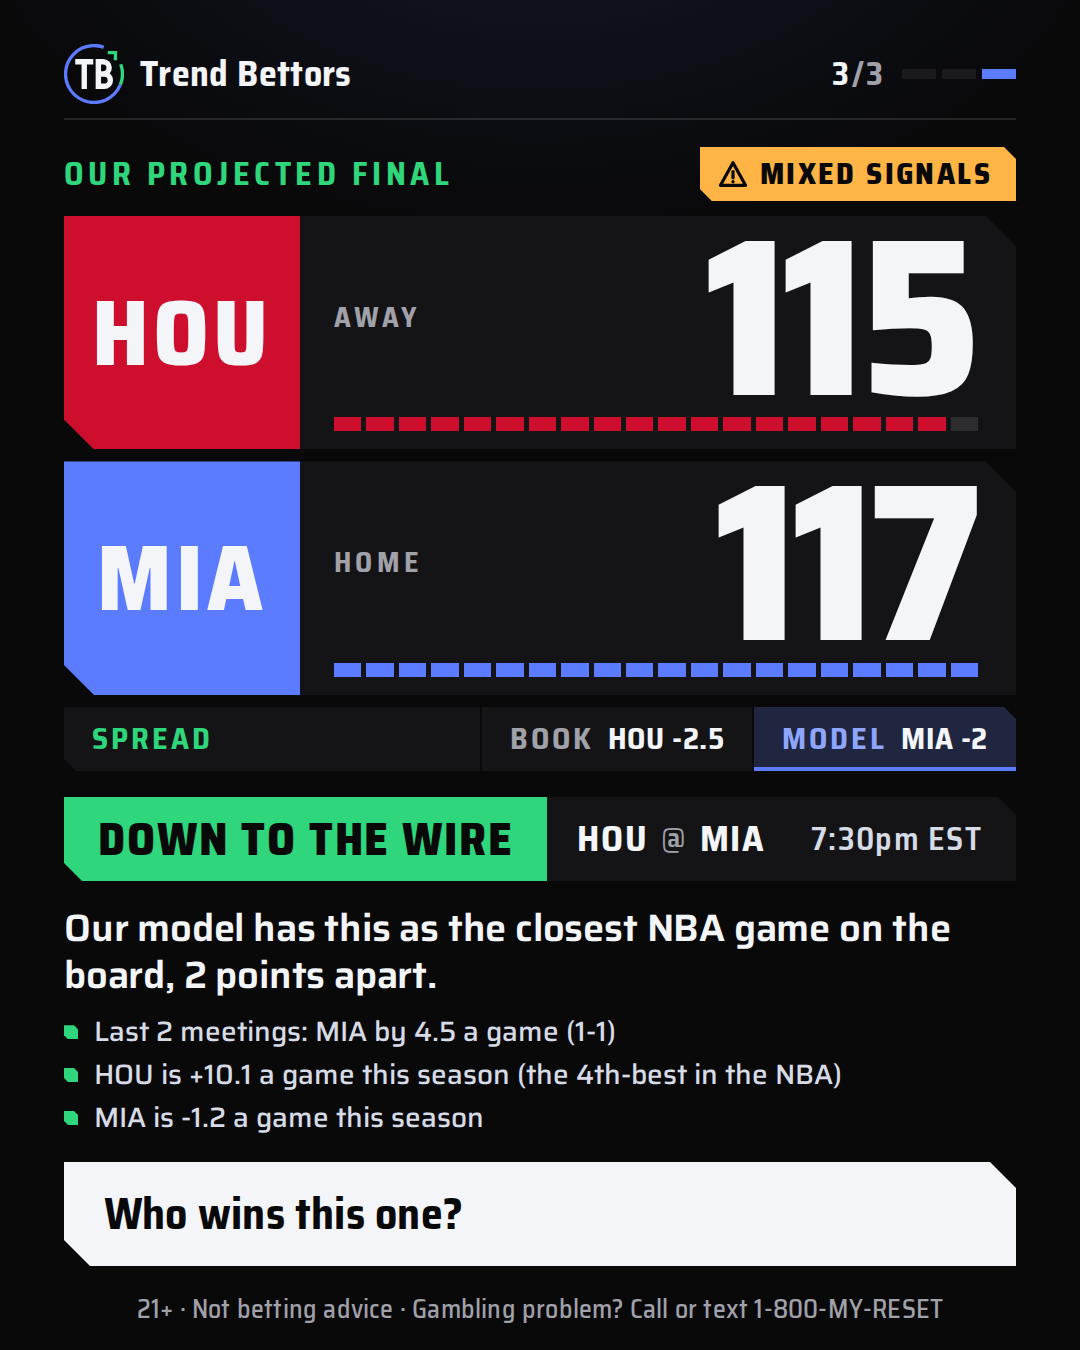 TB Trend Bettors
3/3
OUR PROJECTED FINAL
MIXED SIGNALS
HOU
AWAY
115
MIA
HOME
117
SPREAD
BOOK HOU -2.5
MODEL MIA -2
DOWN TO THE WIRE
HOU @ MIA
7:30pm EST
Our model has this as the closest NBA game on the
board, 2 points apart.
Last 2 meetings: MIA by 4.5 a game (1-1)
HOU is +10.1 a game this season (the 4th-best in the NBA)
MIA is -1.2 a game this season
Who wins this one?
21+ · Not betting advice · Gambling problem? Call or text 1-800-MY-RESET